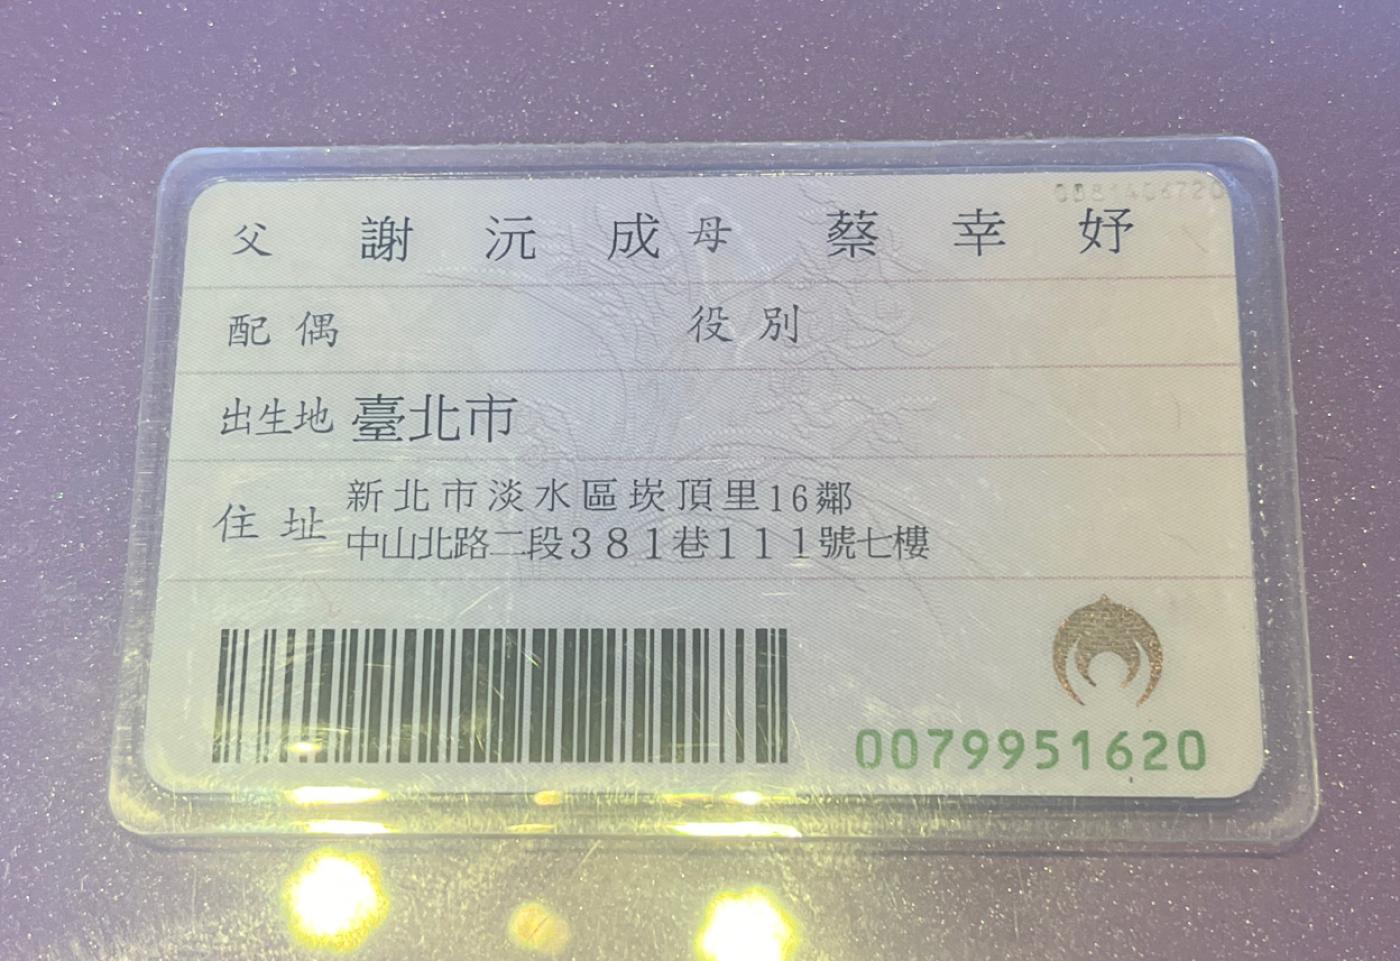 父 謝沅成 母 蔡幸妤
配偶 役別
出生地 臺北市
住址 新北市淡水區崁頂里16鄰
中山北路二段381巷111號七樓
0079951620